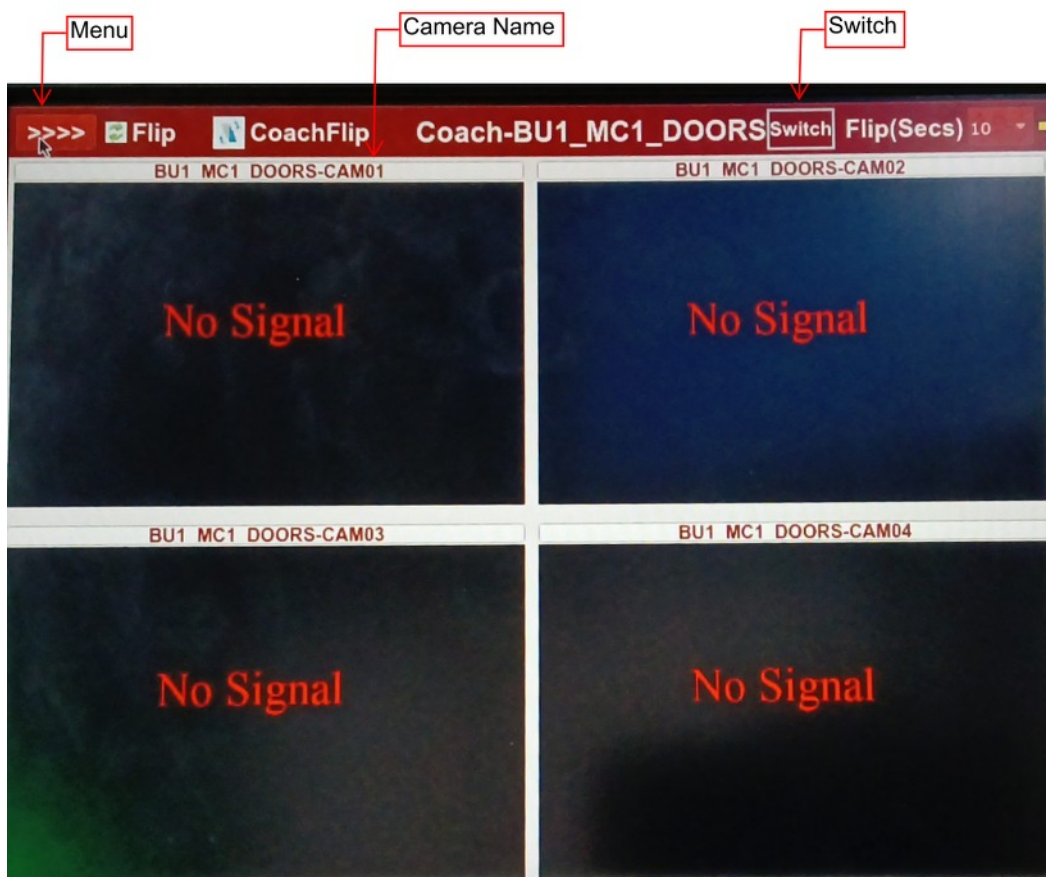 Menu
Camera Name
Switch
>>>> Flip CoachFlip Coach-BU1_MC1_DOORS Switch Flip(Secs) 10
BU1 MC1 DOORS-CAM01
BU1 MC1 DOORS-CAM02
No Signal
No Signal
BU1 MC1 DOORS-CAM03
BU1 MC1 DOORS-CAM04
No Signal
No Signal